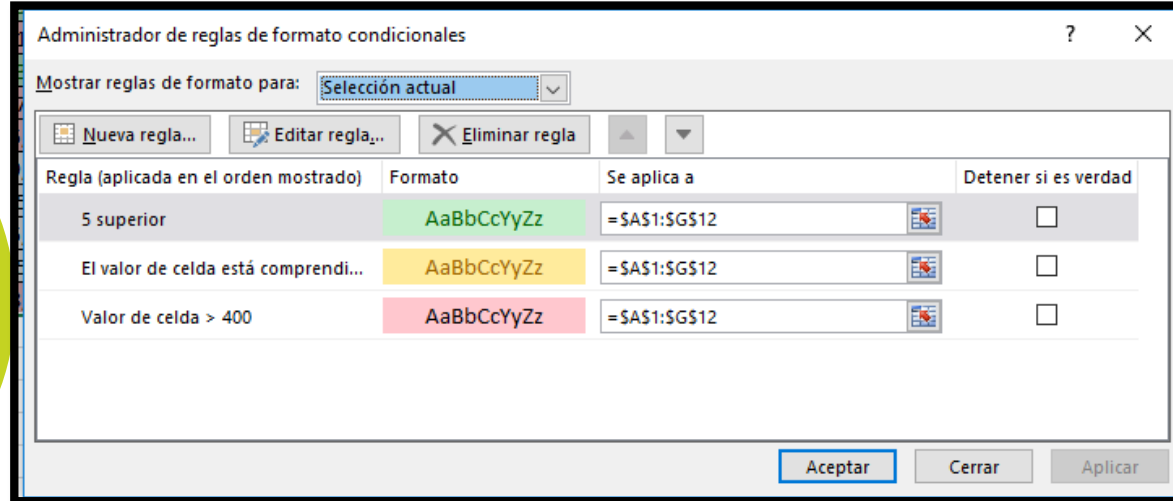 Administrador de reglas de formato condicionales ?
Mostrar reglas de formato para: Selección actual
Nueva regla... Editar regla... Eliminar regla
Regla (aplicada en el orden mostrado) Formato Se aplica a Detener si es verdad
5 superior AaBbCcYyZz =$A$1:$G$12
El valor de celda está comprendi... AaBbCcYyZz =$A$1:$G$12
Valor de celda > 400 AaBbCcYyZz =$A$1:$G$12
Aceptar Cerrar Aplicar